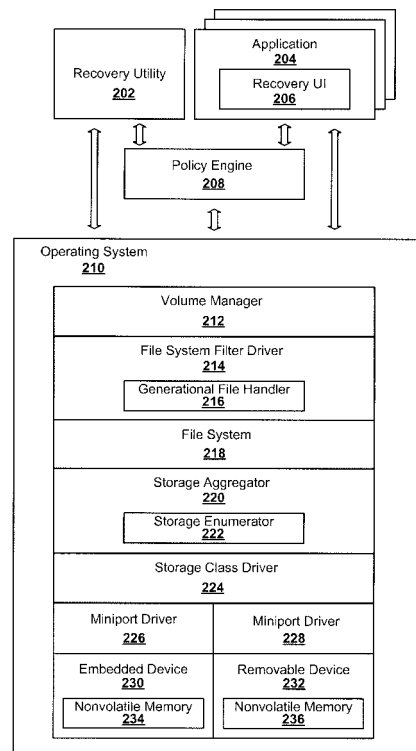 Recovery Utility
202
Application
204
Recovery UI
206
Policy Engine
208
Operating System
210
Volume Manager
212
File System Filter Driver
214
Generational File Handler
216
File System
218
Storage Aggregator
220
Storage Enumerator
222
Storage Class Driver
224
Miniport Driver
226
Miniport Driver
228
Embedded Device
230
Nonvolatile Memory
234
Removable Device
232
Nonvolatile Memory
236